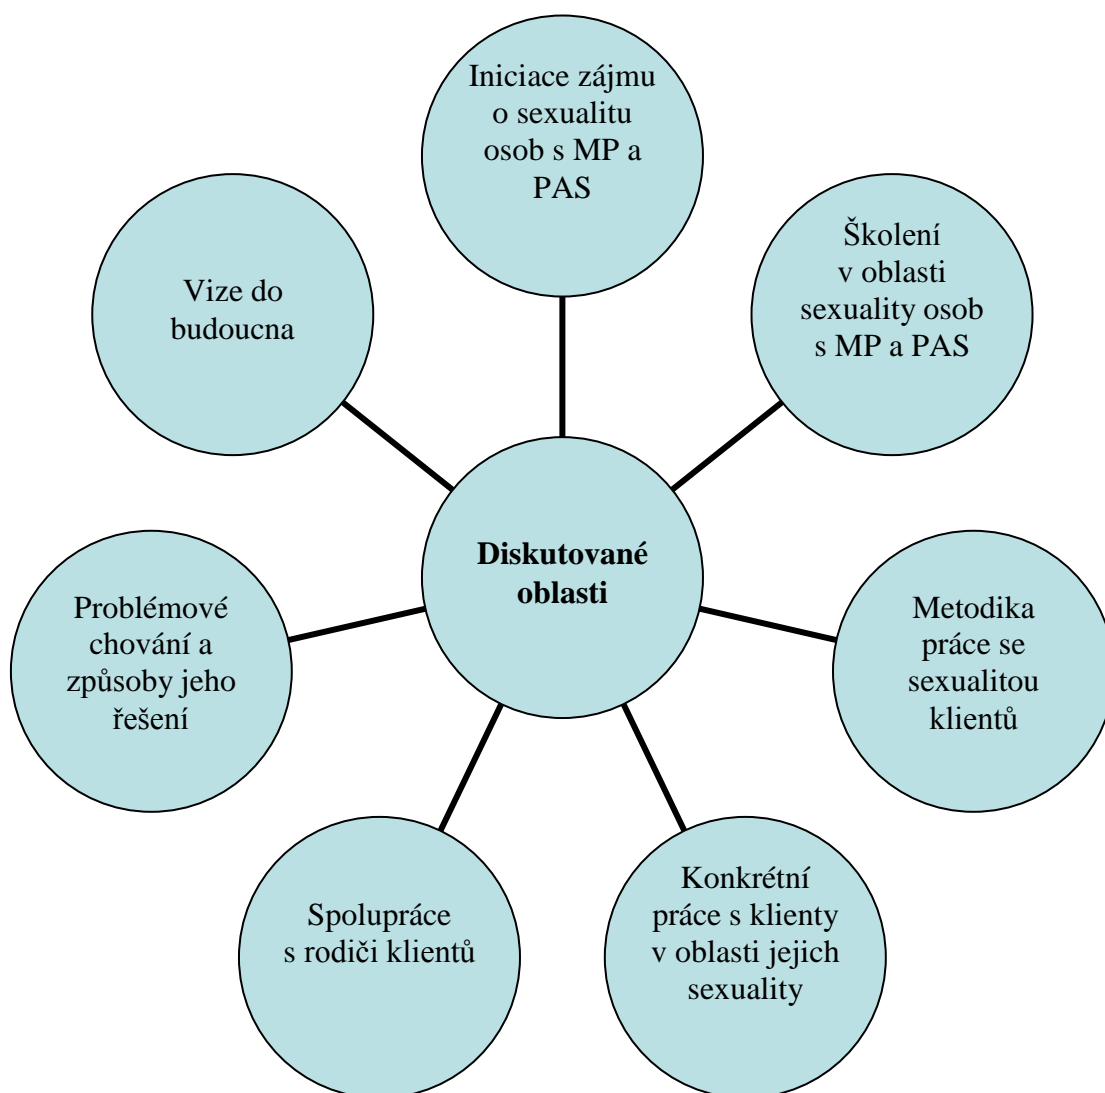 Iniciace zájmu
o sexualitu
osob s MP a
PAS
Školení
v oblasti
sexuality osob
s MP a PAS
Vize do
budoucna
Diskutované
oblasti
Problémové
chování a
způsoby jeho
řešení
Metodika
práce se
sexualitou
klientů
Spolupráce
s rodiči klientů
Konkrétní
práce s klienty
v oblasti jejich
sexuality